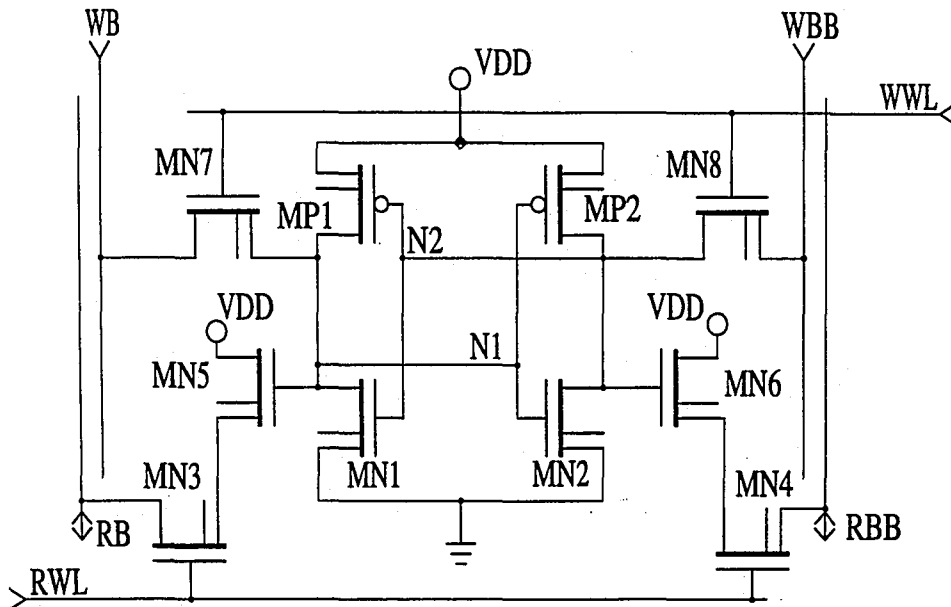 WB
WBB
VDD
WWL
MN7
MN8
MP1
MP2
N2
VDD
VDD
N1
MN5
MN6
MN1
MN2
MN3
MN4
RB
RBB
RWL